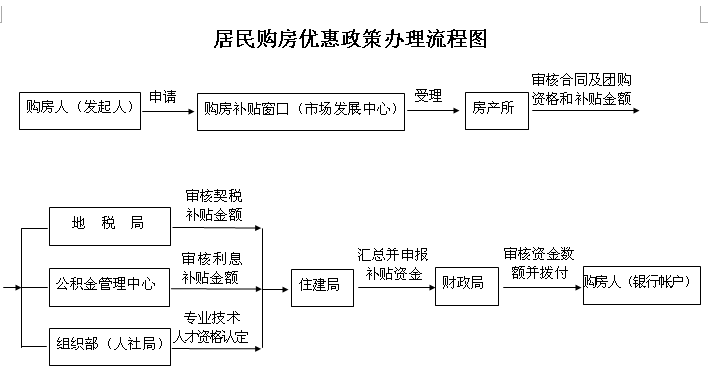 居民购房优惠政策办理流程图
购房人（发起人）
申请
购房补贴窗口（市场发展中心）
受理
房产所
审核合同及团购
资格和补贴金额
地 税 局
审核契税
补贴金额
公积金管理中心
审核利息
补贴金额
组织部（人社局）
专业技术
人才资格认定
住建局
汇总并申报
补贴资金
财政局
审核资金数
额并拨付
购房人（银行帐户）